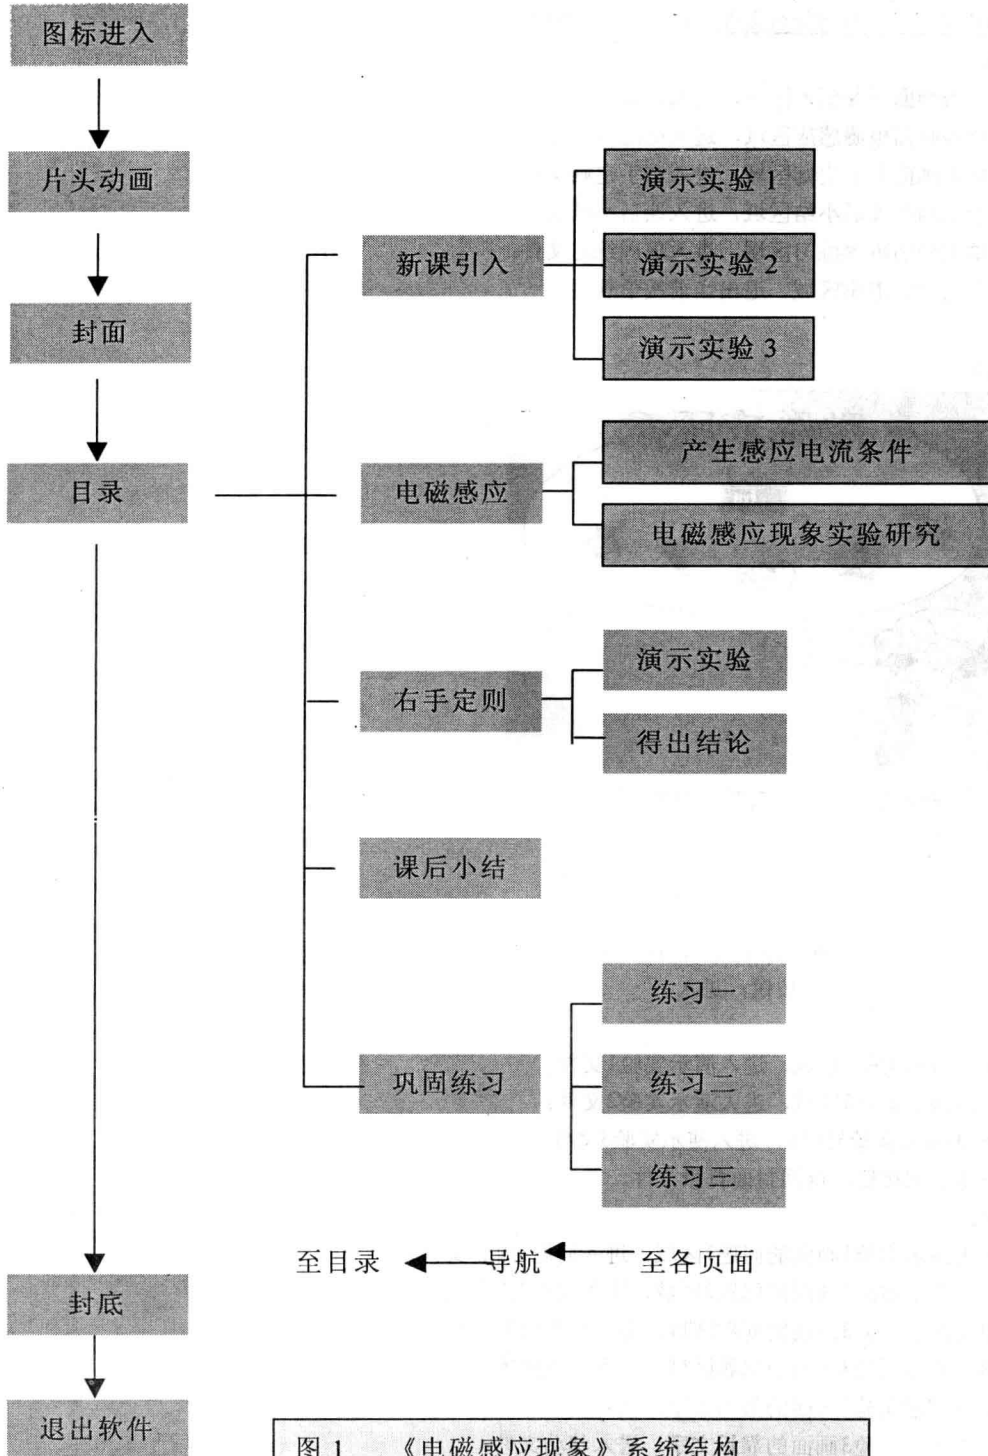 图标进入
片头动画
封面
目录
新课引入
演示实验 1
演示实验 2
演示实验 3
电磁感应
产生感应电流条件
电磁感应现象实验研究
右手定则
演示实验
得出结论
课后小结
巩固练习
练习一
练习二
练习三
至目录 导航 至各页面
封底
退出软件
图 1 《电磁感应现象》系统结构